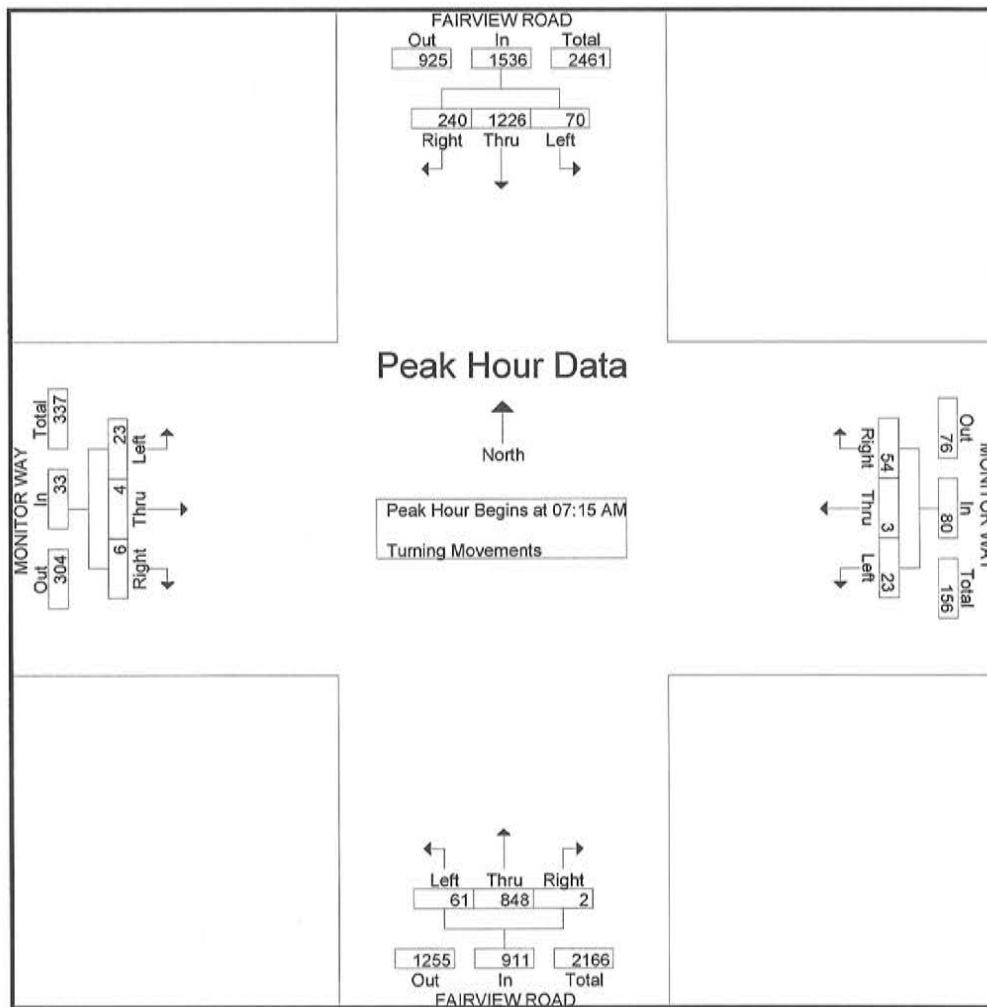 FAIRVIEW ROAD
Out In Total
925 1536 2461
240 1226 70
Right Thru Left
Peak Hour Data
North
Peak Hour Begins at 07:15 AM
Turning Movements
MONITOR WAY
Out In Total
304 33 337
23 4 6
Left Thru Right
MONITOR WAY
Out In Total
76 80 156
54 3 23
Right Thru Left
Left Thru Right
61 848 2
1255 911 2166
Out In Total
FAIRVIEW ROAD